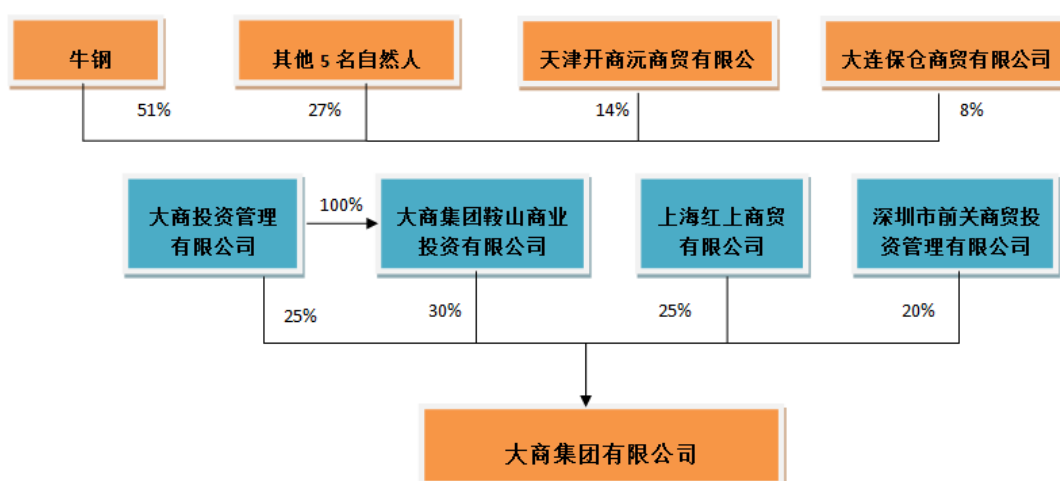 牛钢
其他 5 名自然人
天津开商沅商贸有限公
大连保仓商贸有限公司
51%
27%
14%
8%
大商投资管理
有限公司
100%
大商集团鞍山商业
投资有限公司
上海红上商贸
有限公司
深圳市前关商贸投
资管理有限公司
25%
30%
25%
20%
大商集团有限公司